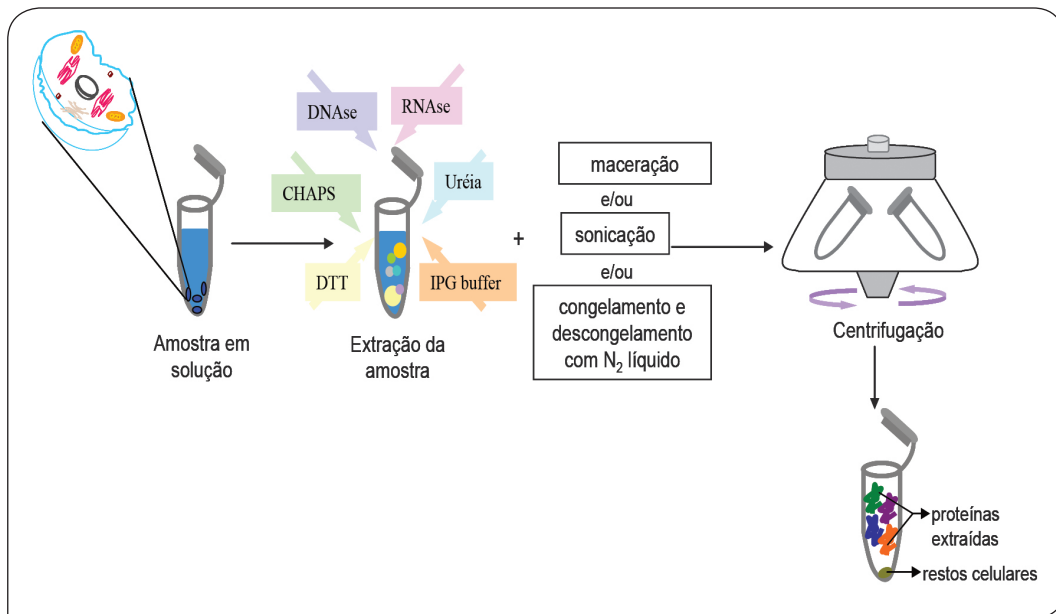 DNAse
RNAse
CHAPS
Uréia
DTT
IPG buffer
Amostra em
solução
Extração da
amostra
+
maceração
e/ou
sonicação
e/ou
congelamento e
descongelamento
com N₂ líquido
Centrifugação
proteínas
extraídas
restos celulares